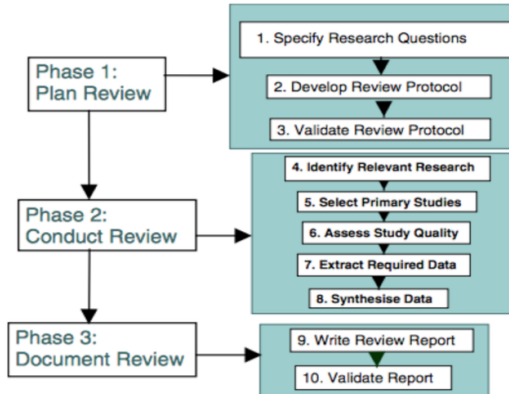 Phase 1:
Plan Review
1. Specify Research Questions
2. Develop Review Protocol
3. Validate Review Protocol
Phase 2:
Conduct Review
4. Identify Relevant Research
5. Select Primary Studies
6. Assess Study Quality
7. Extract Required Data
8. Synthesise Data
Phase 3:
Document Review
9. Write Review Report
10. Validate Report